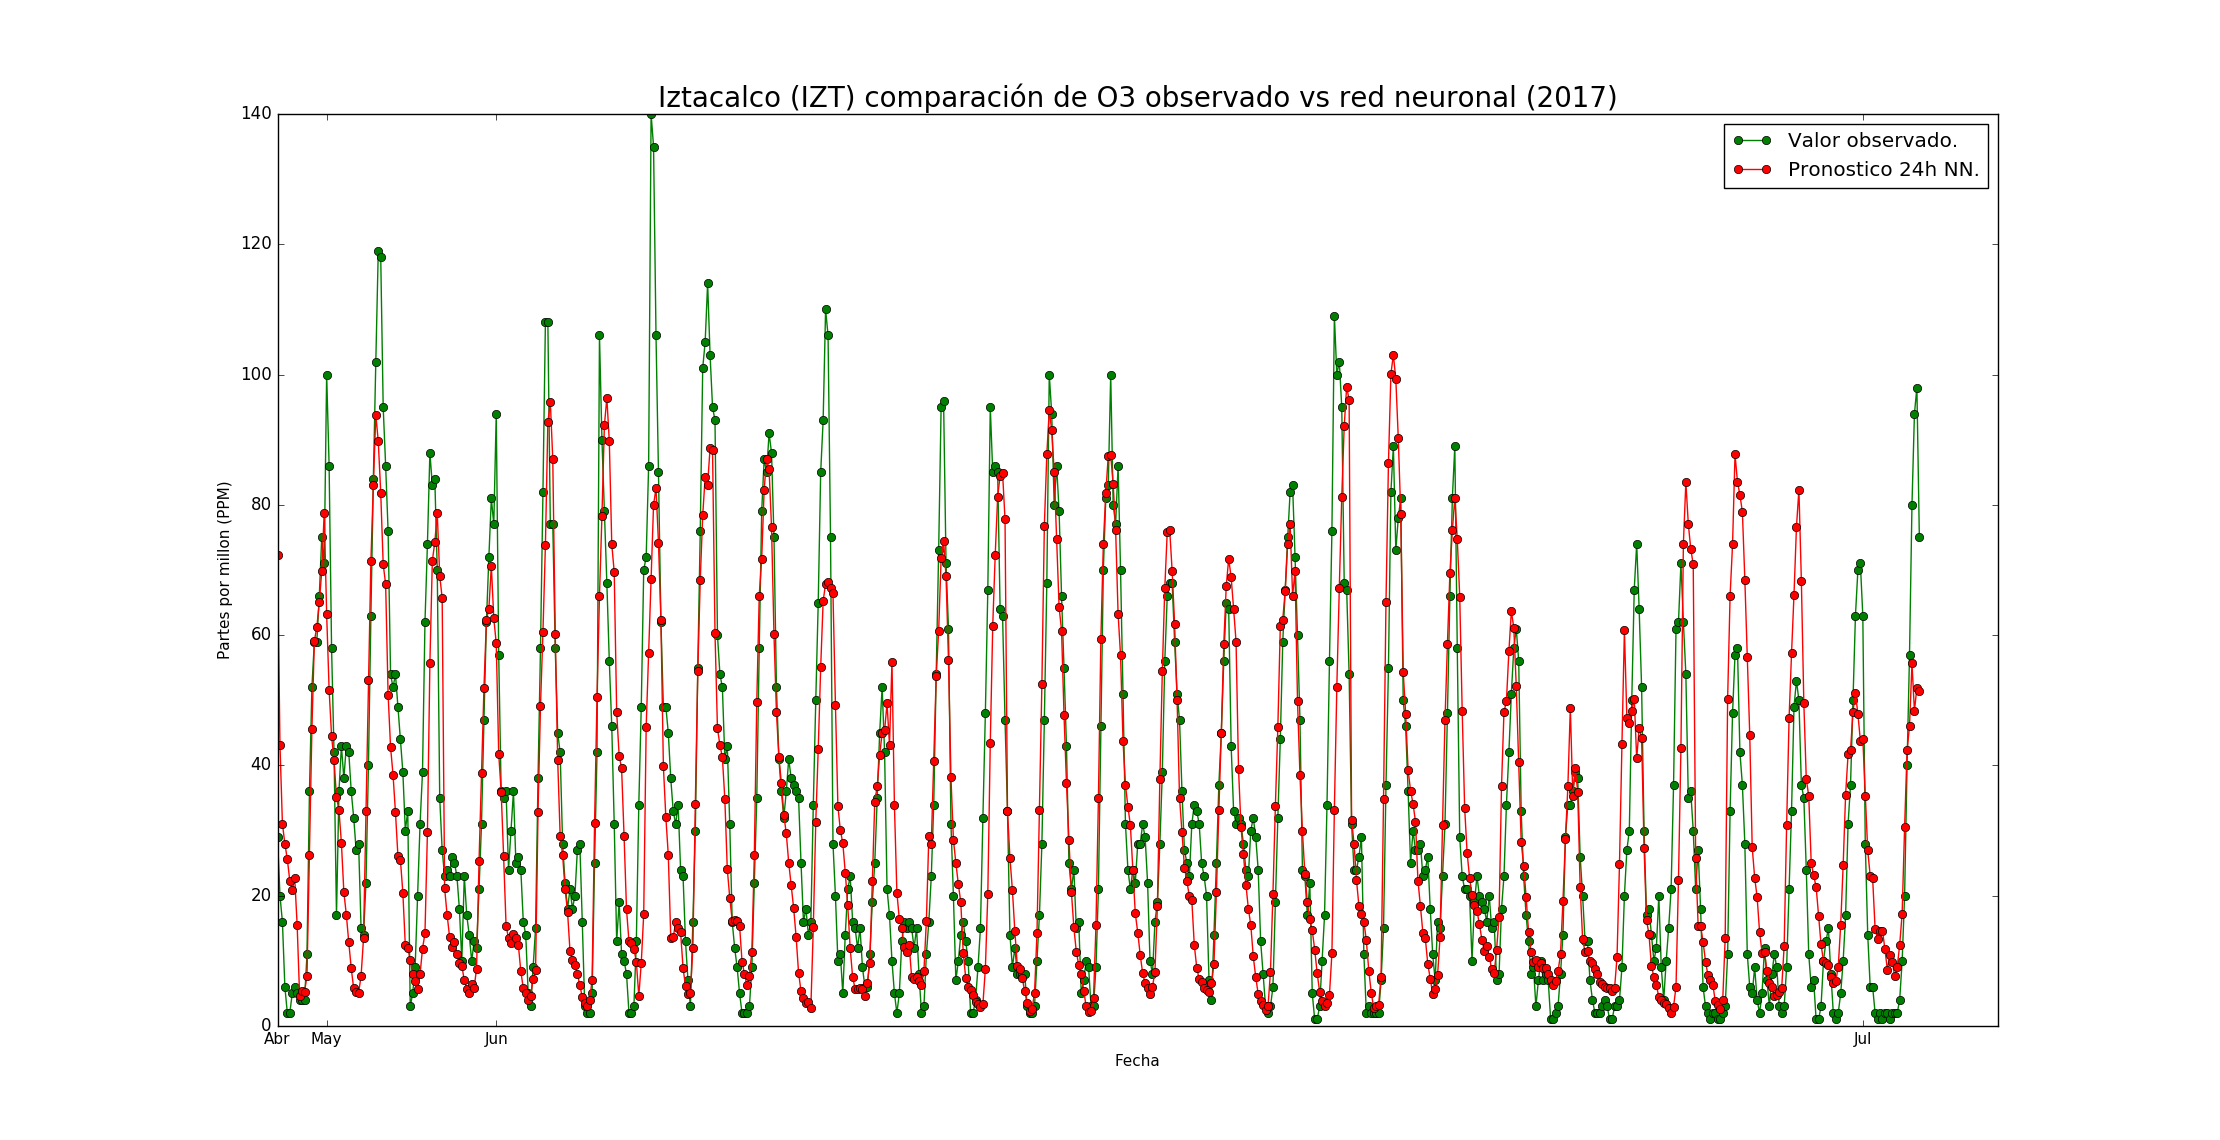 Iztacalco (IZT) comparación de O3 observado vs red neuronal (2017)
Valor observado.
Pronostico 24h NN.
Partes por millon (PPM)
140
120
100
80
60
40
20
0
Abr May Jun Jul
Fecha